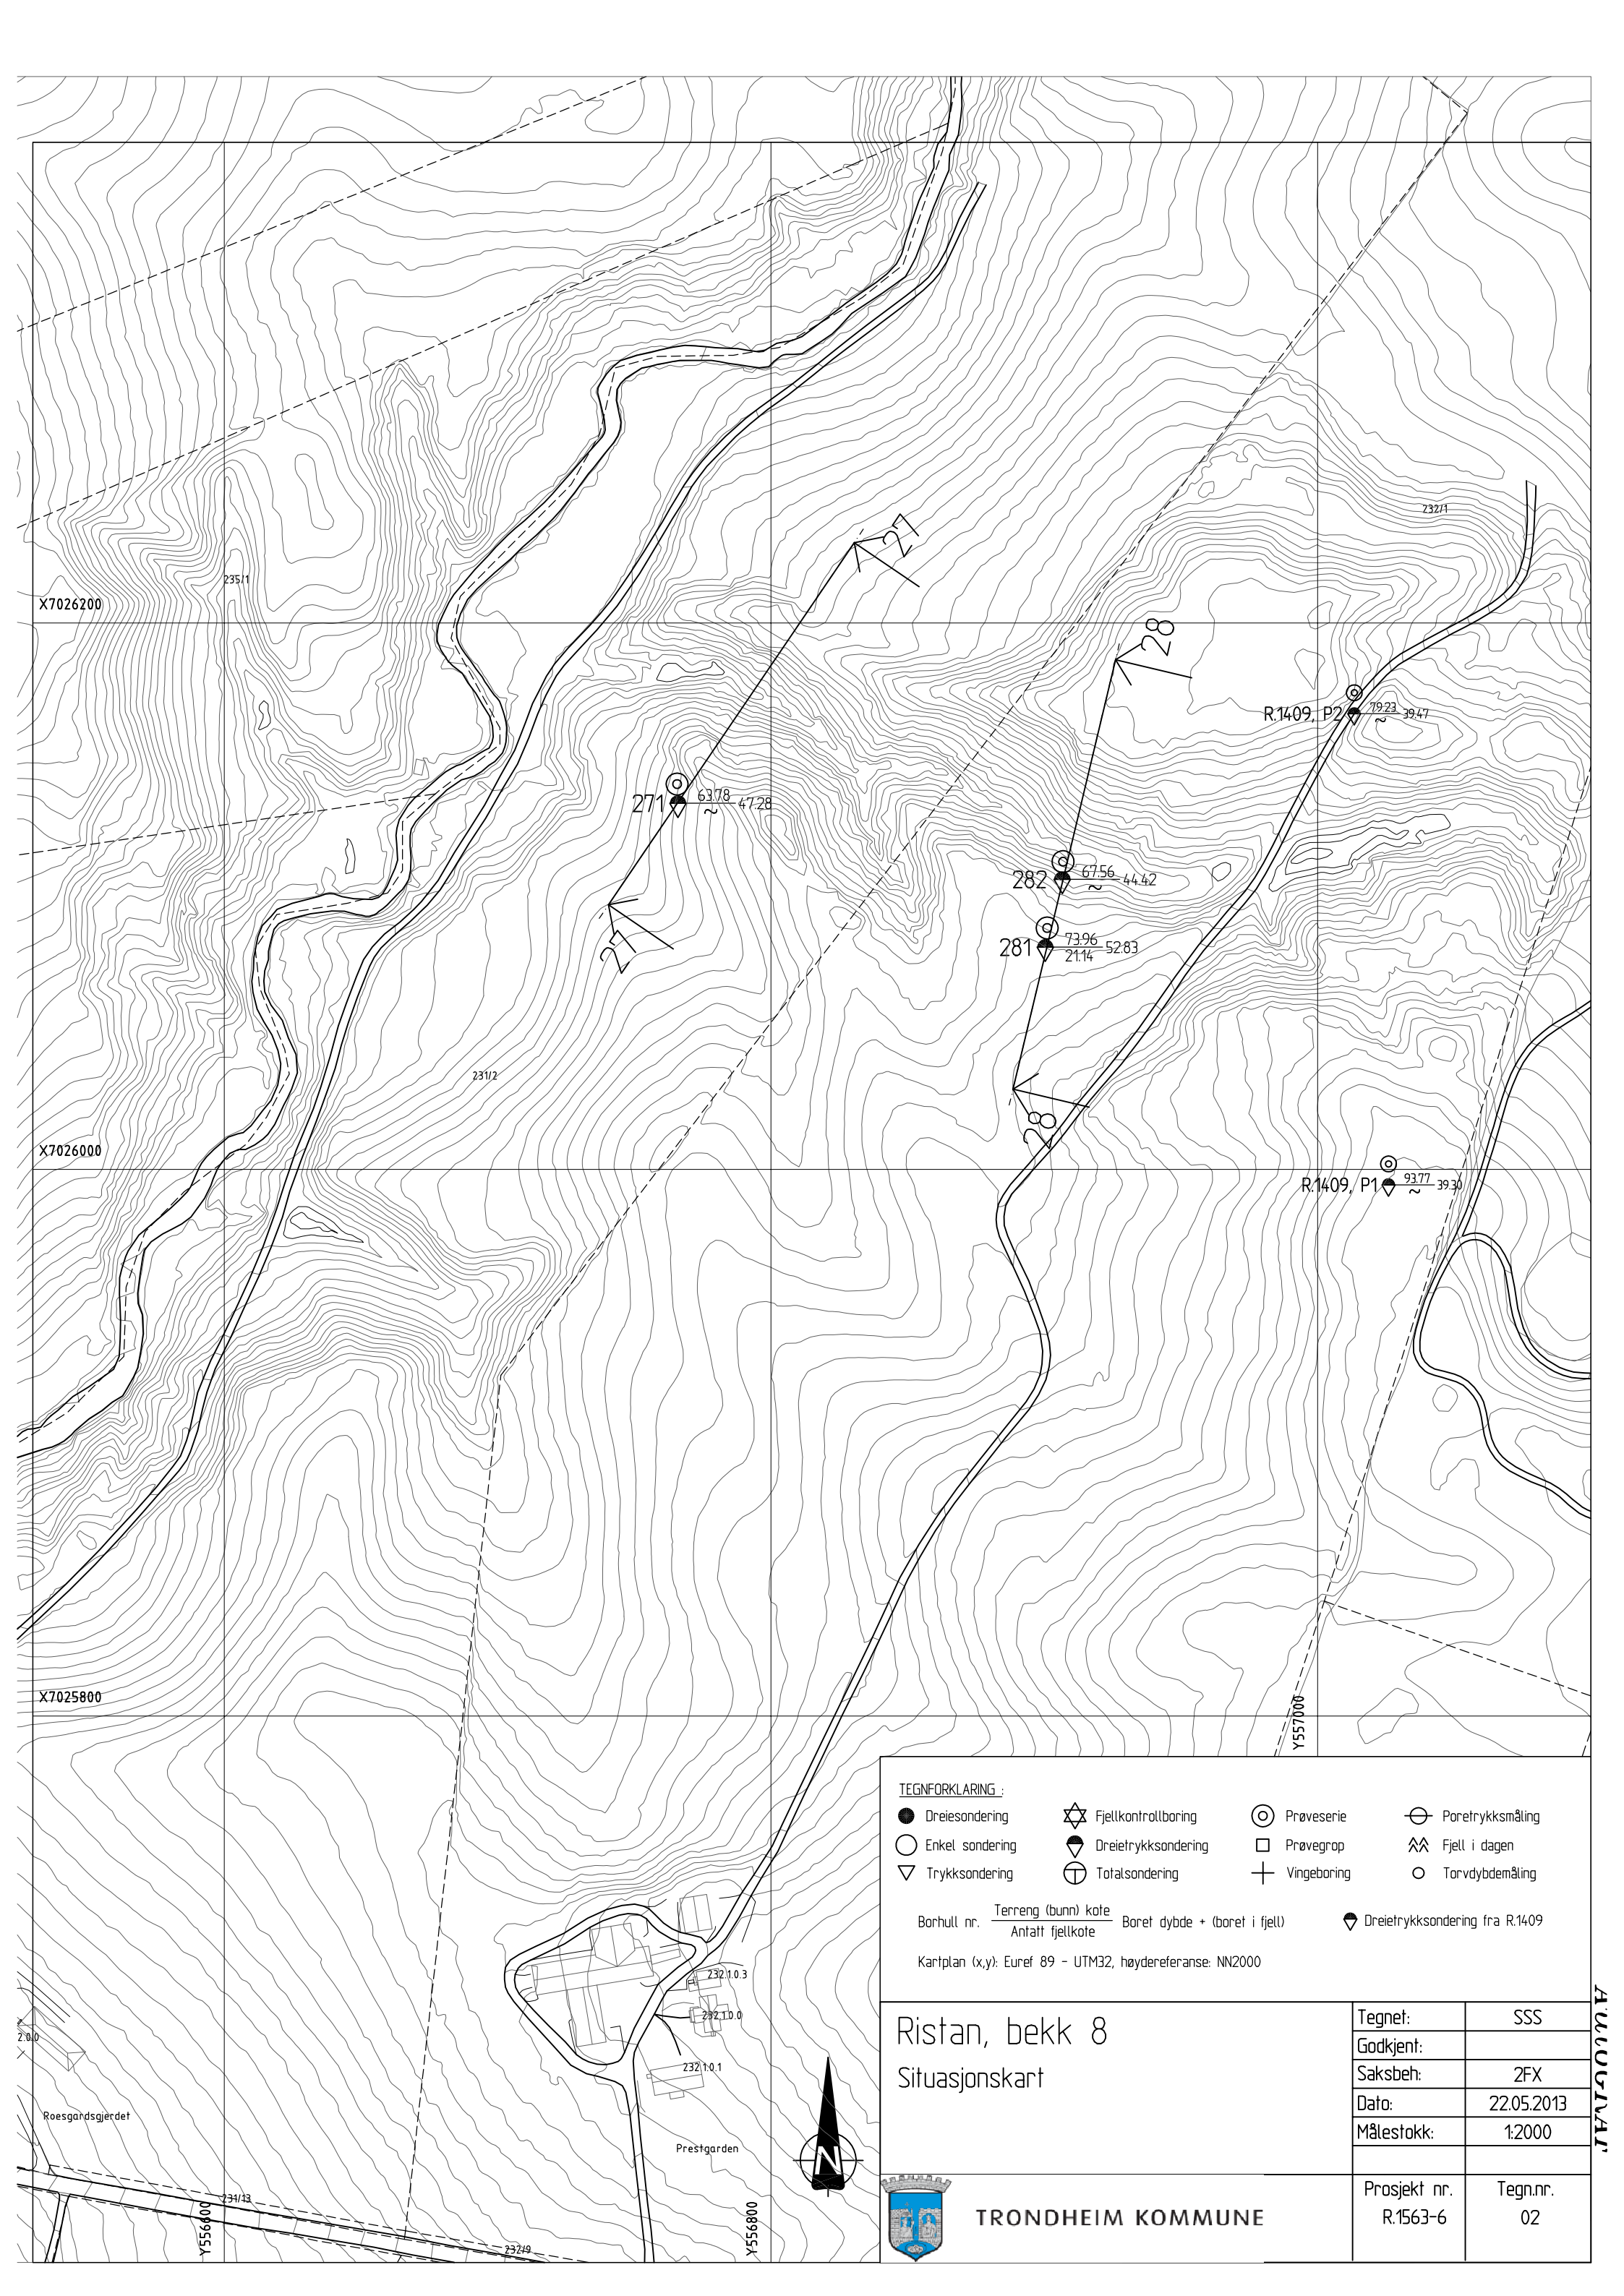 27
232/1
235/1
X7026200
28
R.1409, P2 79.23 ~ 39.47
271 63.78 ~ 47.28
282 67.56 ~ 44.42
281 73.96 21.14 52.83
27
231/2
28
X7026000
R.1409, P1 93.77 ~ 39.30
X7025800
Y557000
TEGNFORKLARING :
Dreiesondering Fjellkontrollboring Prøveserie Poretrykksmåling
Enkel sondering Dreietrykksondering Prøvegrop Fjell i dagen
Trykksondering Totalsondering Vingeboring Torvdybdemåling
Borhull nr. Terreng (bunn) kote Boret dybde + (boret i fjell) Dreietrykksondering fra R.1409
Antatt fjellkote
Kartplan (x,y): Euref 89 - UTM32, høydereferanse: NN2000
232.1.0.3
232.1.0.0
232.1.0.1
2.0.0
Ristan, bekk 8
Situasjonskart
Tegnet: SSS
Godkjent:
Saksbeh: 2FX
Dato: 22.05.2013
Målestokk: 1:2000
Roesgardsgjerdet
Prestgarden
N
231/13
232/9
Y556600
Y556800
TRONDHEIM KOMMUNE
Prosjekt nr. Tegn.nr.
R.1563-6 02